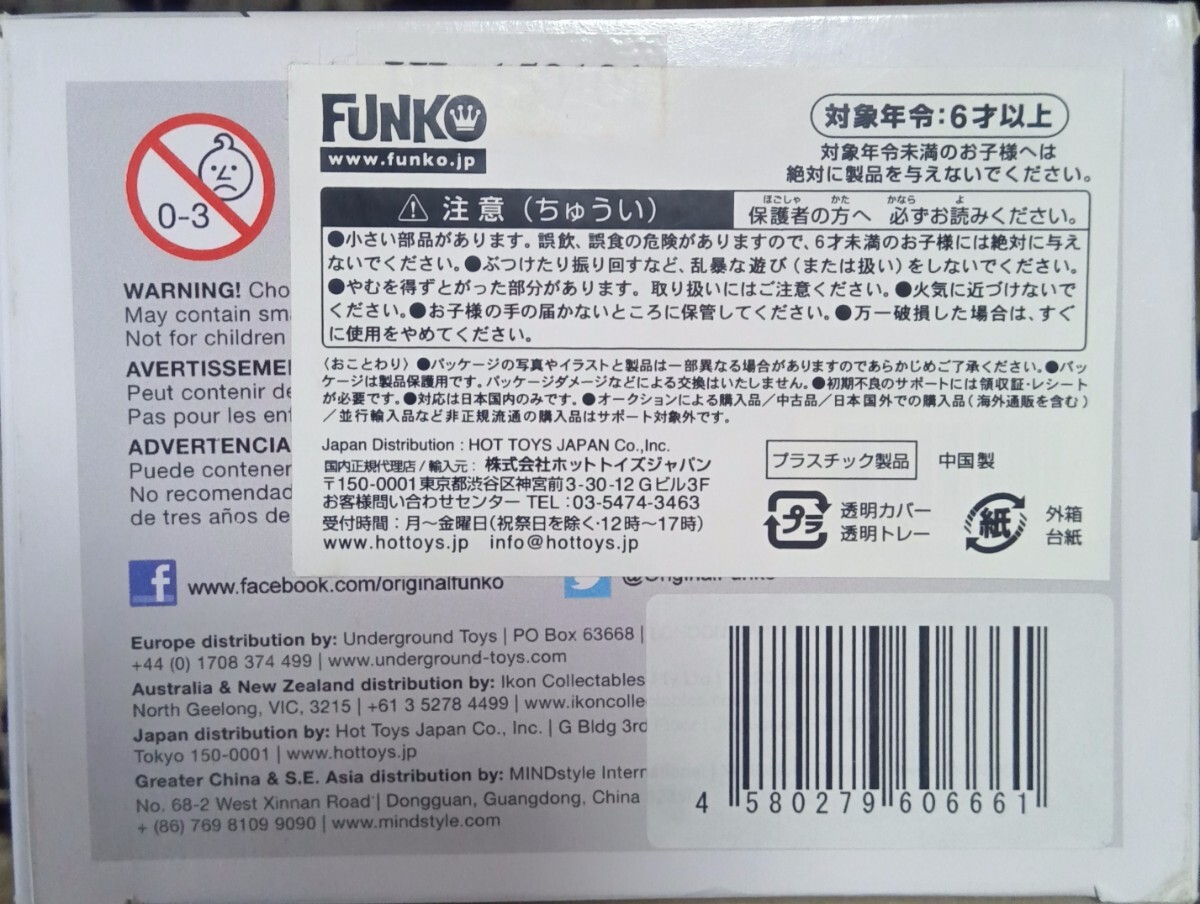 FUNKO
www.funko.jp
対象年令:6才以上
対象年令未満のお子様へは
絶対に製品を与えないでください。
注意(ちゅうい)
保護者の方へ 必ずお読みください。
ほごしゃ かた かなら よ
●小さい部品があります。誤飲、誤食の危険がありますので、6才未満のお子様には絶対に与え
ないでください。●ぶつけたり振り回すなど、乱暴な遊び(または扱い)をしないでください。
●やむを得ずとがった部分があります。取り扱いにはご注意ください。●火気に近づけないで
ください。●お子様の手の届かないところに保管してください。●万一破損した場合は、すぐ
に使用をやめてください。
〈おことわり〉●パッケージの写真やイラストと製品は一部異なる場合がありますのであらかじめご了承ください。●パッ
ケージは製品保護用です。パッケージダメージなどによる交換はいたしません。●初期不良のサポートには領収証・レシート
が必要です。●対応は日本国内のみです。●オークションによる購入品/中古品/日本国外での購入品(海外通販を含む)
/並行輸入品など非正規流通の購入品はサポート対象外です。
Japan Distribution : HOT TOYS JAPAN Co.,Inc.
国内正規代理店/輸入元: 株式会社ホットトイズジャパン
〒150-0001 東京都渋谷区神宮前3-30-12 Gビル3F
お客様問い合わせセンター TEL:03-5474-3463
受付時間:月~金曜日(祝祭日を除く・12時~17時)
www.hottoys.jp info@hottoys.jp
プラスチック製品 中国製
プラ 透明カバー
透明トレー
紙 外箱
台紙
0-3
WARNING! Cho
May contain sma
Not for children
AVERTISSEME
Peut contenir de
Pas pour les enf
ADVERTENCIA
Puede contener
No recomendad
de tres años de
f www.facebook.com/originalfunko
@OriginalFunko
Europe distribution by: Underground Toys | PO Box 63668 |
+44 (0) 1708 374 499 | www.underground-toys.com
Australia & New Zealand distribution by: Ikon Collectables
North Geelong, VIC, 3215 | +61 3 5278 4499 | www.ikoncolle
Japan distribution by: Hot Toys Japan Co., Inc. | G Bldg 3rd
Tokyo 150-0001 | www.hottoys.jp
Greater China & S.E. Asia distribution by: MINDstyle Intern
No. 68-2 West Xinnan Road | Dongguan, Guangdong, China
+ (86) 769 8109 9090 | www.mindstyle.com
4 580279 606661